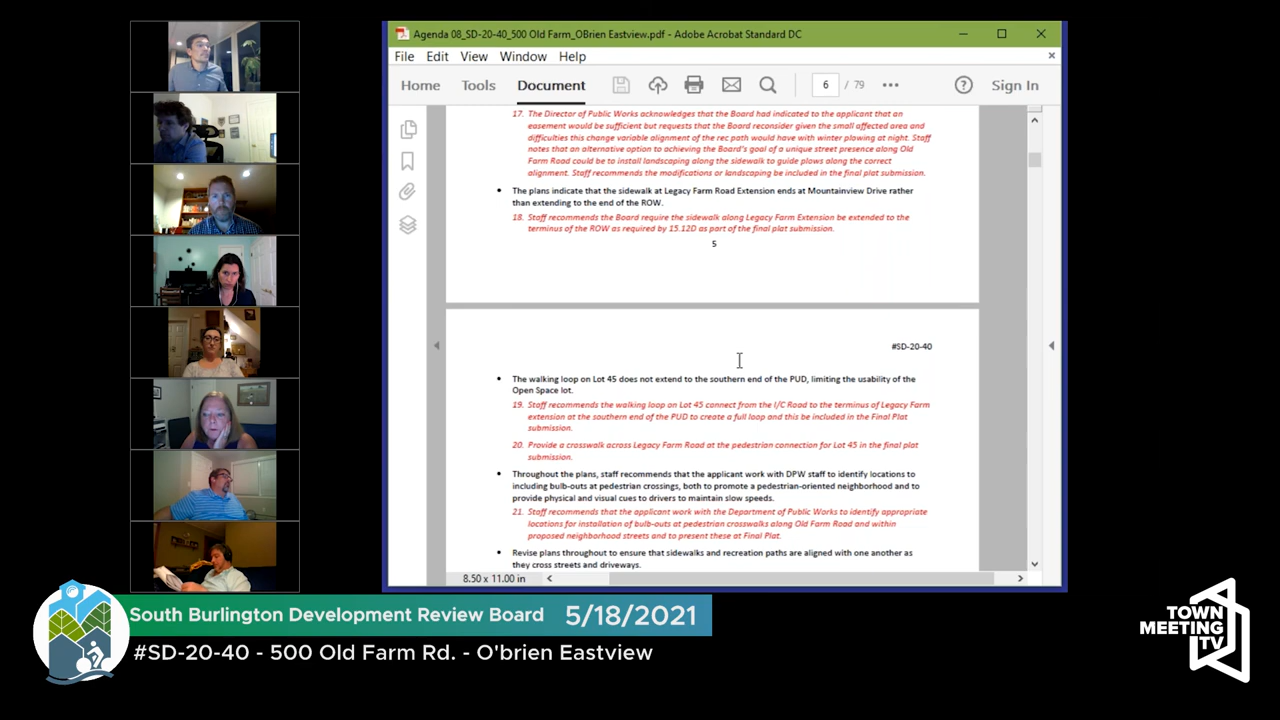 Agenda 08_SD-20-40_500 Old Farm_OBrien Eastview.pdf - Adobe Acrobat Standard DC
File Edit View Window Help
Home Tools Document 6 / 79 Sign In
17. The Director of Public Works acknowledges that the Board had indicated to the applicant that an
easement would be sufficient but requests that the Board reconsider given the small affected area and
difficulties this change variable alignment of the rec path would have with winter plowing at night. Staff
notes that an alternative option to achieving the Board's goal of a unique street presence along Old
Farm Road could be to install landscaping along the sidewalk to guide plows along the correct
alignment. Staff recommends the modifications or landscaping be included in the final plat submission.
• The plans indicate that the sidewalk at Legacy Farm Road Extension ends at Mountainview Drive rather
than extending to the end of the ROW.
18. Staff recommends the Board require the sidewalk along Legacy Farm Extension be extended to the
terminus of the ROW as required by 15.12D as part of the final plat submission.
5
#SD-20-40
• The walking loop on Lot 45 does not extend to the southern end of the PUD, limiting the usability of the
Open Space lot.
19. Staff recommends the walking loop on Lot 45 connect from the I/C Road to the terminus of Legacy Farm
extension at the southern end of the PUD to create a full loop and this be included in the Final Plat
submission.
20. Provide a crosswalk across Legacy Farm Road at the pedestrian connection for Lot 45 in the final plat
submission.
• Throughout the plans, staff recommends that the applicant work with DPW staff to identify locations to
including bulb-outs at pedestrian crossings, both to promote a pedestrian-oriented neighborhood and to
provide physical and visual cues to drivers to maintain slow speeds.
21. Staff recommends that the applicant work with the Department of Public Works to identify appropriate
locations for installation of bulb-outs at pedestrian crosswalks along Old Farm Road and within
proposed neighborhood streets and to present these at Final Plat.
• Revise plans throughout to ensure that sidewalks and recreation paths are aligned with one another as
they cross streets and driveways.
8.50 x 11.00 in
South Burlington Development Review Board 5/18/2021
#SD-20-40 - 500 Old Farm Rd. - O'brien Eastview
TOWN
MEETING
TV